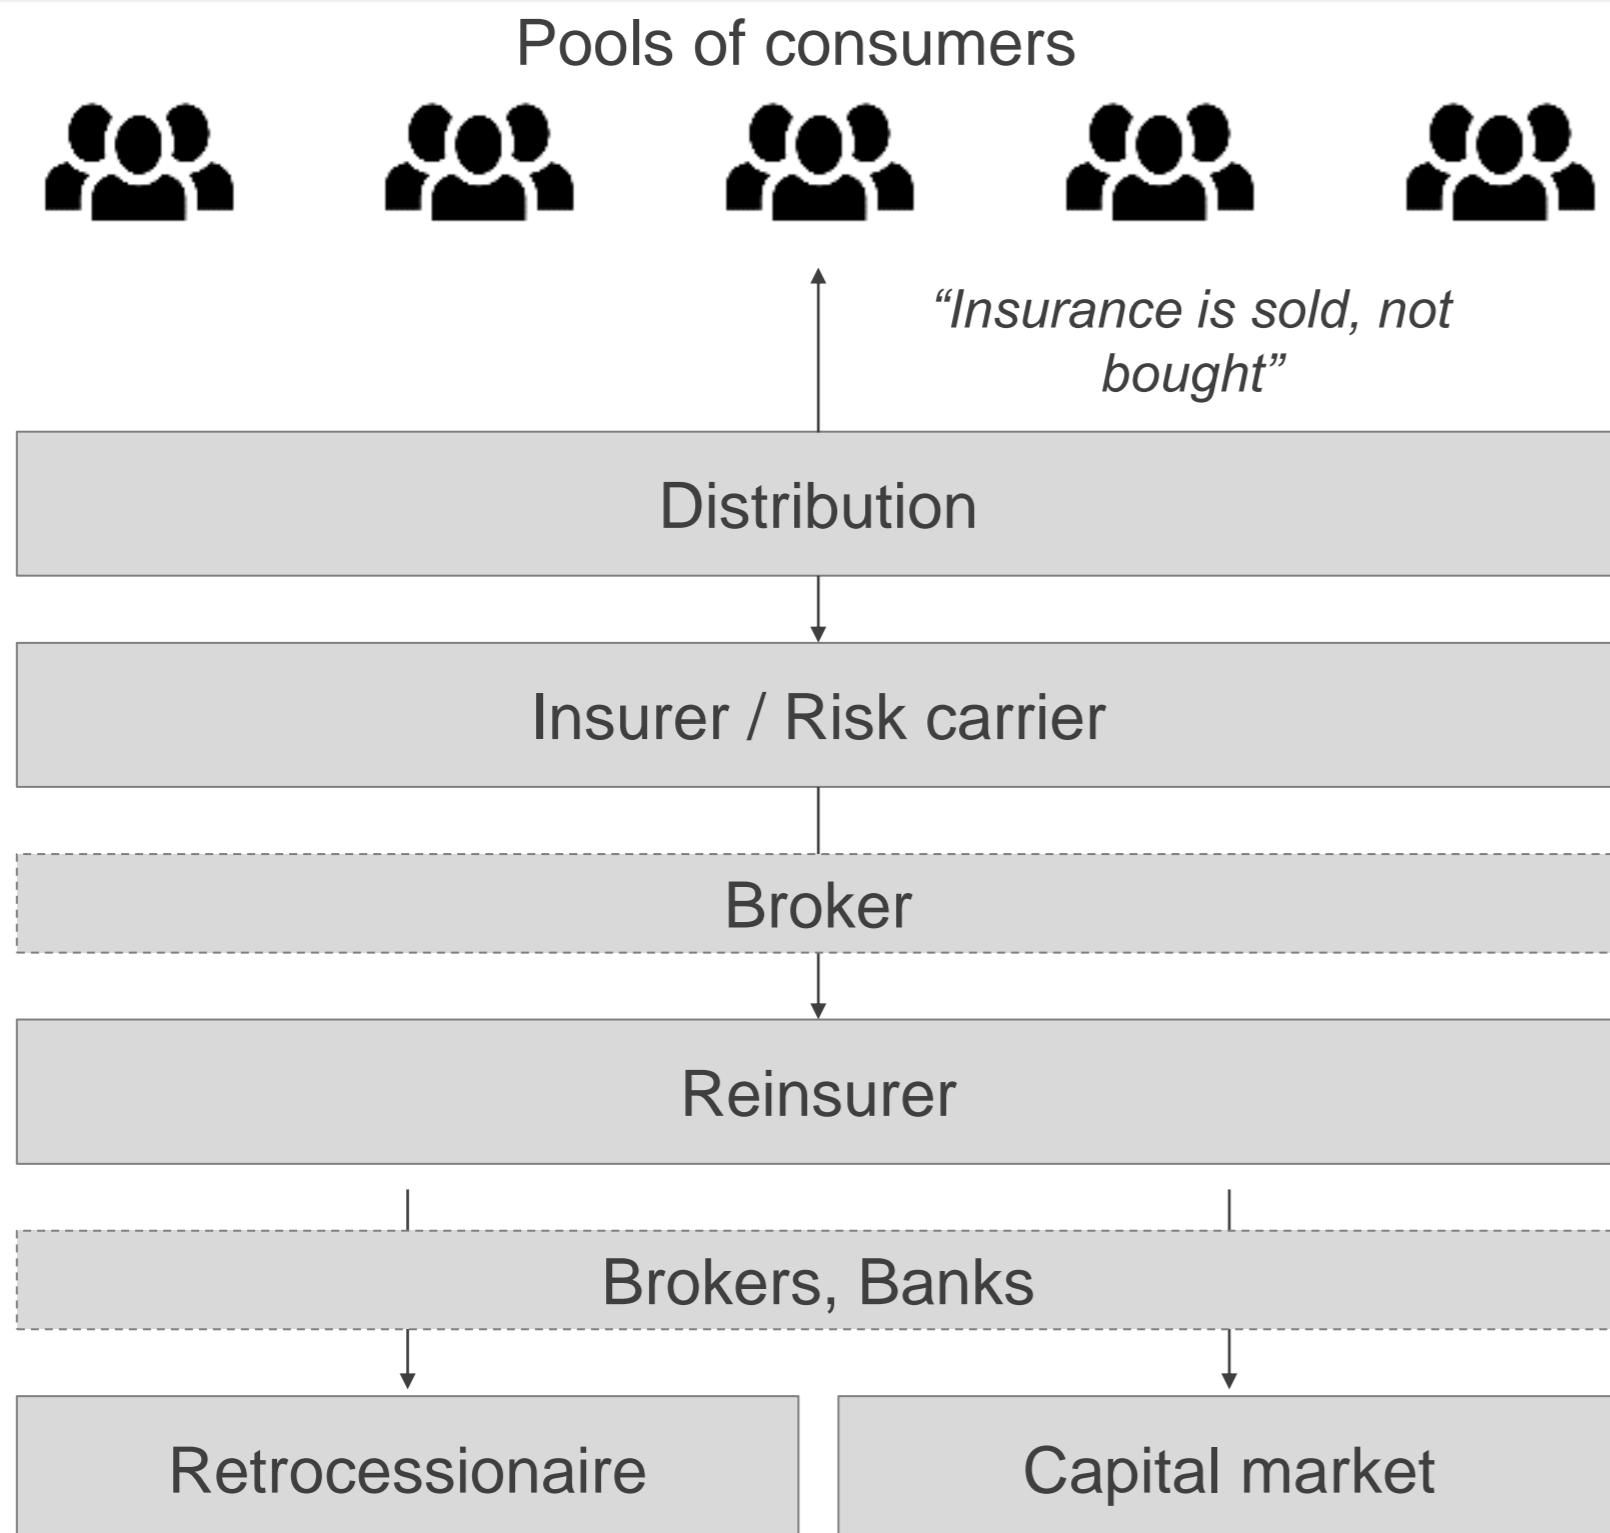 Pools of consumers
“Insurance is sold, not
bought”
Distribution
Insurer / Risk carrier
Broker
Reinsurer
Brokers, Banks
Retrocessionaire
Capital market